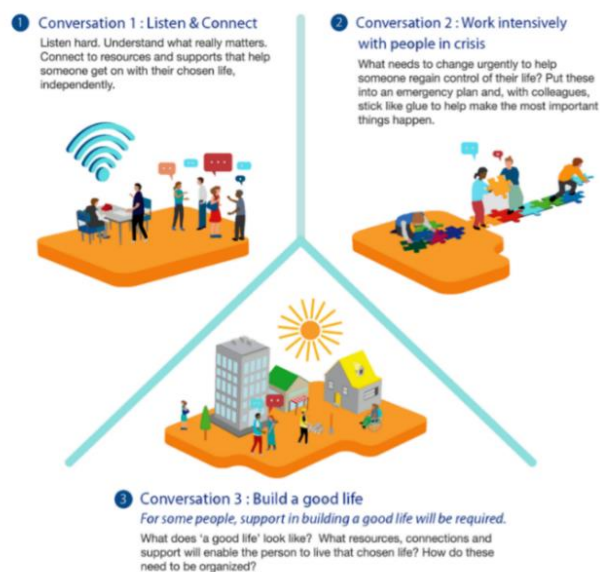 1 Conversation 1 : Listen & Connect
Listen hard. Understand what really matters.
Connect to resources and supports that help
someone get on with their chosen life,
independently.
2 Conversation 2 : Work intensively
with people in crisis
What needs to change urgently to help
someone regain control of their life? Put these
into an emergency plan and, with colleagues,
stick like glue to help make the most important
things happen.
3 Conversation 3 : Build a good life
For some people, support in building a good life will be required.
What does ‘a good life’ look like? What resources, connections and
support will enable the person to live that chosen life? How do these
need to be organized?